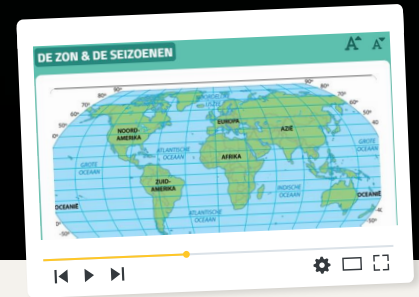 DE ZON & DE SEIZOENEN
A A
NOORD-
AMERIKA
EUROPA
AZIË
ATLANTISCHE
OCEAAN
GROTE
OCEAAN
GROTE
OCEAAN
AFRIKA
ZUID-
AMERIKA
INDISCHE
OCEAAN
OCEANIË
OCEANIË
ATLANTISCHE
OCEAAN